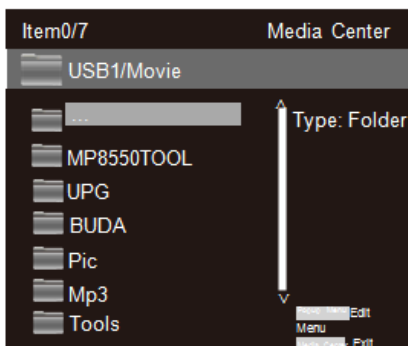 Item0/7 Media Center
USB1/Movie
...
Type: Folder
MP8550TOOL
UPG
BUDA
Pic
Mp3
Tools
Edit
Menu
Exit